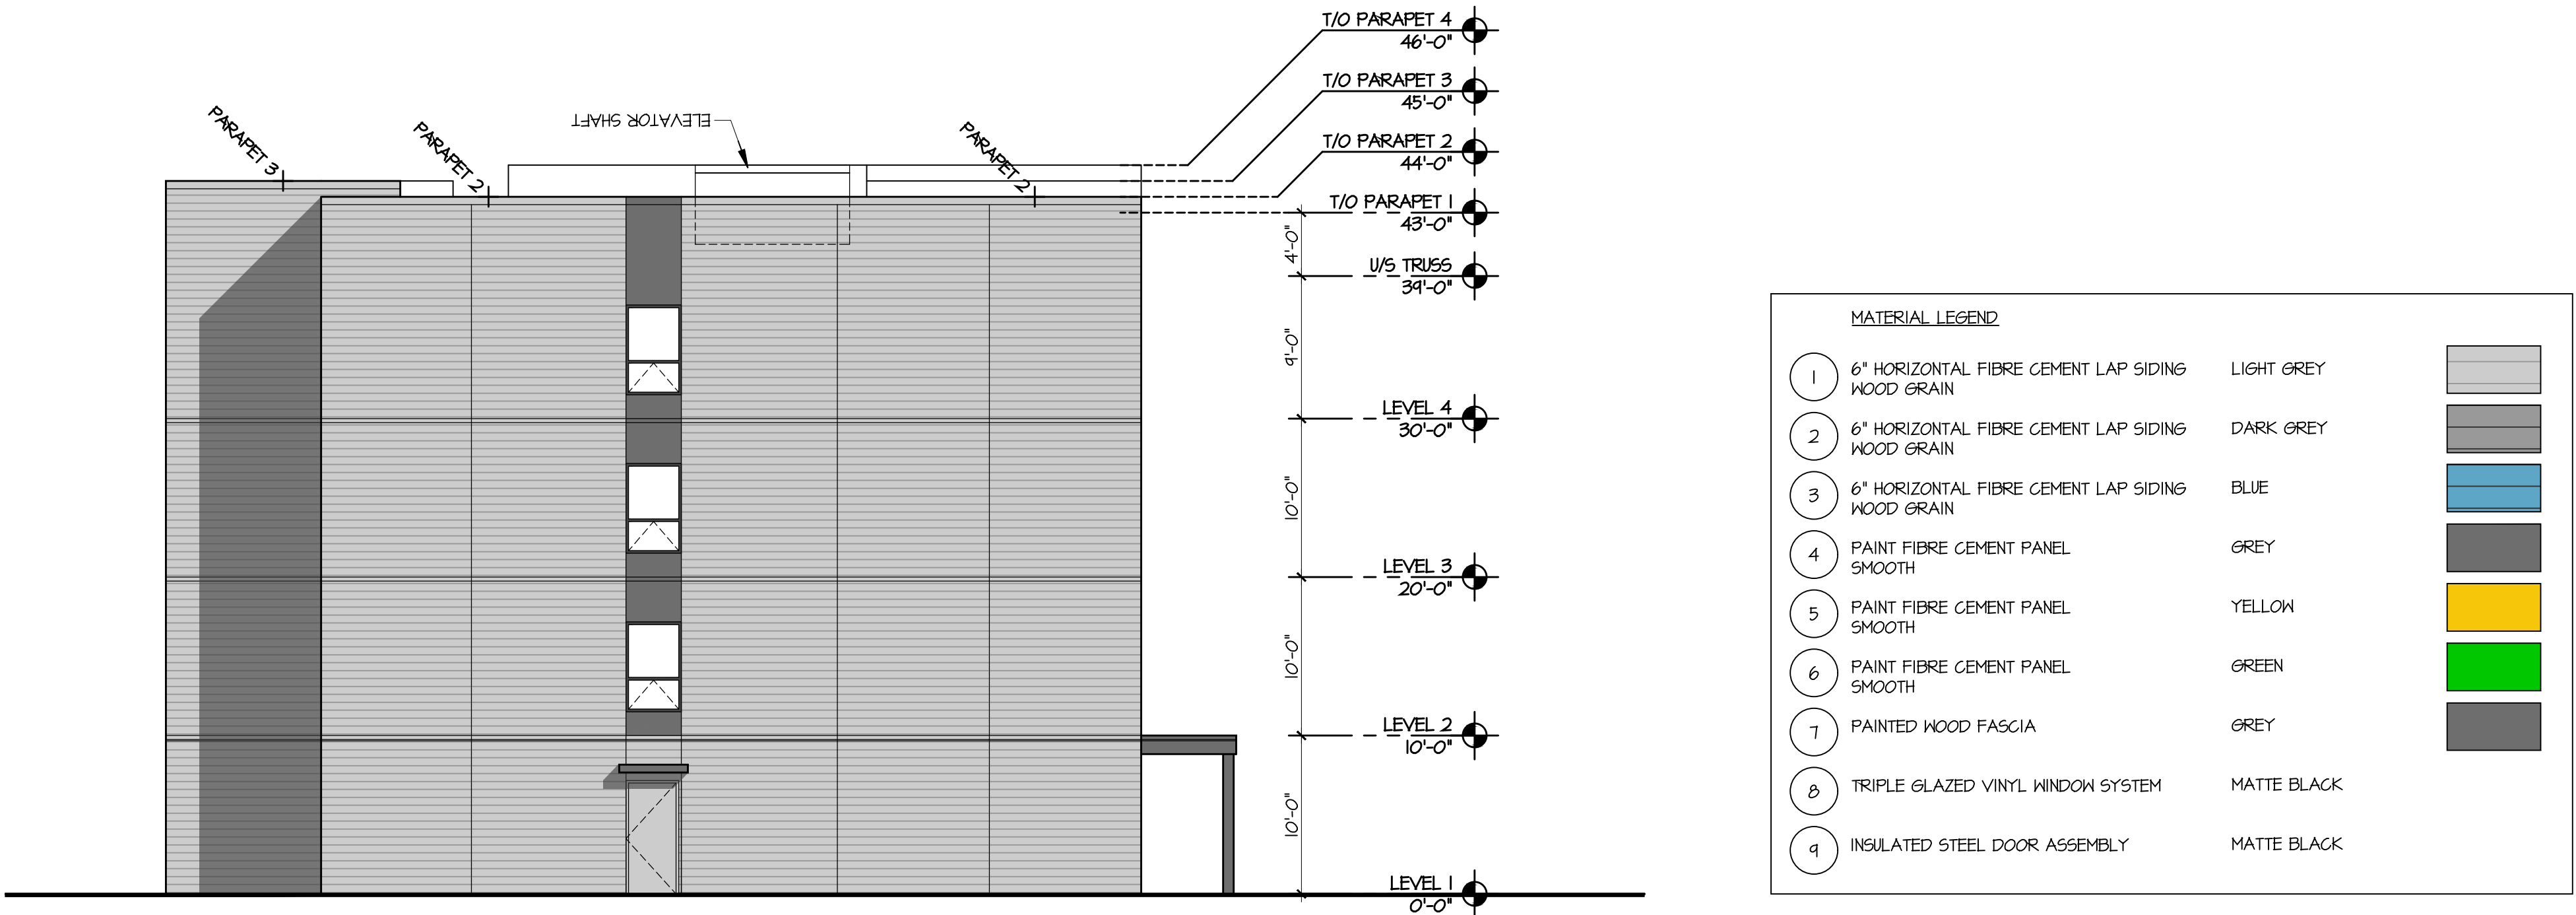 T/O PARAPET 4
46'-0"
T/O PARAPET 3
45'-0"
T/O PARAPET 2
44'-0"
T/O PARAPET 1
43'-0"
U/S TRUSS
39'-0"
LEVEL 4
30'-0"
LEVEL 3
20'-0"
LEVEL 2
10'-0"
LEVEL 1
0'-0"
PARAPET 3
PARAPET 2
ELEVATOR SHAFT
PARAPET 2
4'-0"
9'-0"
10'-0"
10'-0"
10'-0"
MATERIAL LEGEND
1 6" HORIZONTAL FIBRE CEMENT LAP SIDING LIGHT GREY
WOOD GRAIN
2 6" HORIZONTAL FIBRE CEMENT LAP SIDING DARK GREY
WOOD GRAIN
3 6" HORIZONTAL FIBRE CEMENT LAP SIDING BLUE
WOOD GRAIN
4 PAINT FIBRE CEMENT PANEL GREY
SMOOTH
5 PAINT FIBRE CEMENT PANEL YELLOW
SMOOTH
6 PAINT FIBRE CEMENT PANEL GREEN
SMOOTH
7 PAINTED WOOD FASCIA GREY
8 TRIPLE GLAZED VINYL WINDOW SYSTEM MATTE BLACK
9 INSULATED STEEL DOOR ASSEMBLY MATTE BLACK